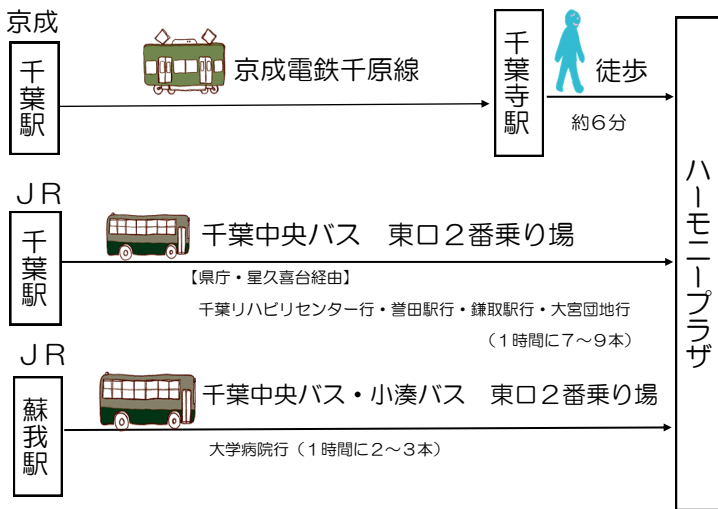 京成
千葉駅
京成電鉄千原線
千葉寺駅
徒歩
約6分
JR
千葉駅
千葉中央バス　東口2番乗り場
【県庁・星久喜台経由】
千葉リハビリセンター行・誉田駅行・鎌取駅行・大宮団地行
(1時間に7~9本)
JR
蘇我駅
千葉中央バス・小湊バス　東口2番乗り場
大学病院行(1時間に2~3本)
ハーモニープラザ